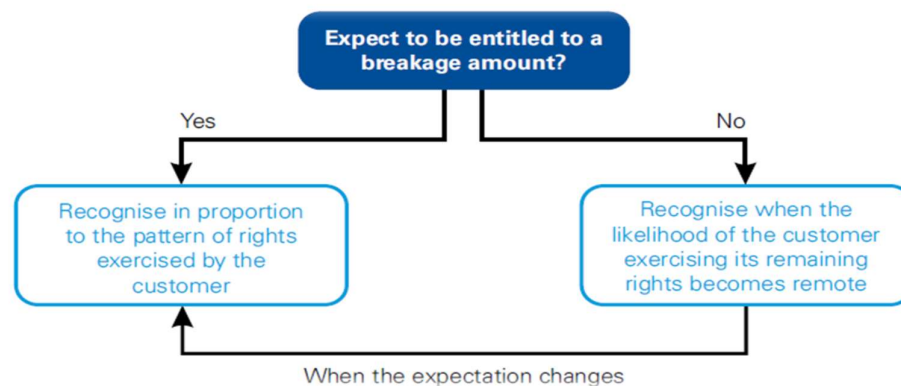 Expect to be entitled to a
breakage amount?
Yes
No
Recognise in proportion
to the pattern of rights
exercised by the
customer
Recognise when the
likelihood of the customer
exercising its remaining
rights becomes remote
When the expectation changes